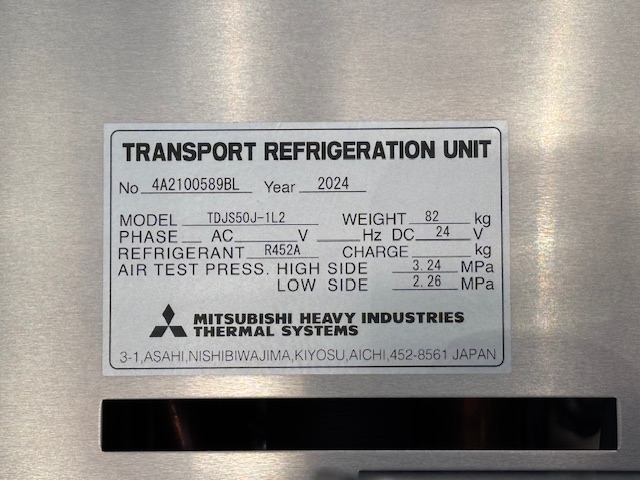 TRANSPORT REFRIGERATION UNIT
No 4A2100589BL Year 2024
MODEL TDJS50J-1L2 WEIGHT 82 kg
PHASE AC V Hz DC 24 V
REFRIGERANT R452A CHARGE kg
AIR TEST PRESS. HIGH SIDE 3.24 MPa
LOW SIDE 2.26 MPa
MITSUBISHI HEAVY INDUSTRIES
THERMAL SYSTEMS
3-1,ASAHI,NISHIBIWAJIMA,KIYOSU,AICHI,452-8561 JAPAN